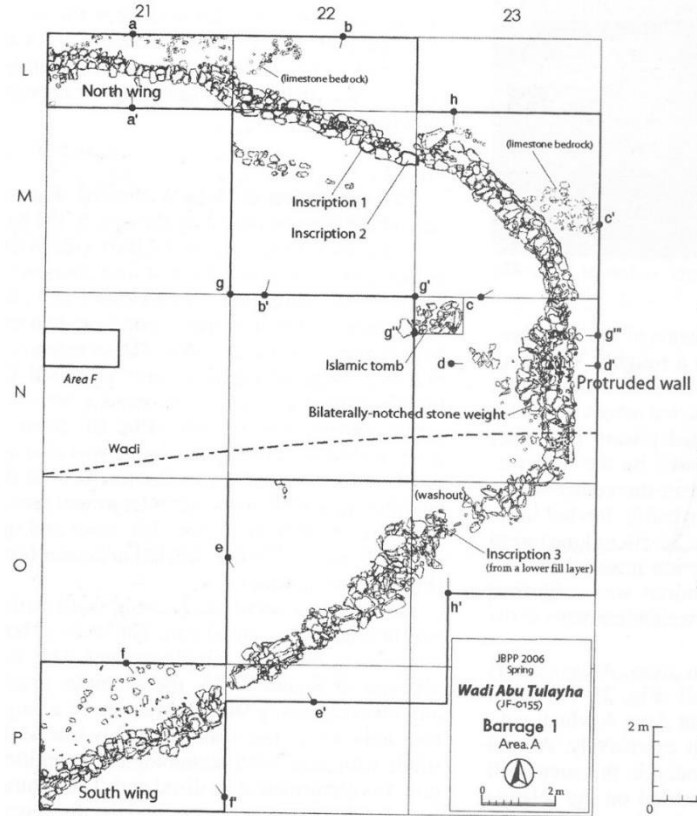 21 22 23
a b
L
(limestone bedrock)
North wing
h
a'
(limestone bedrock)
M
Inscription 1
c'
Inscription 2
g g' c
b'
g'' g'''
Islamic tomb d d'
Area F
Protruded wall
N
Bilaterally-notched stone weight
Wadi
(washout)
e
Inscription 3
(from a lower fill layer)
O
h'
f
JBPP 2006
Spring
Wadi Abu Tulayha
(JF-0155)
e'
Barrage 1
Area. A
2 m
P
South wing
f'
0 2 m
0